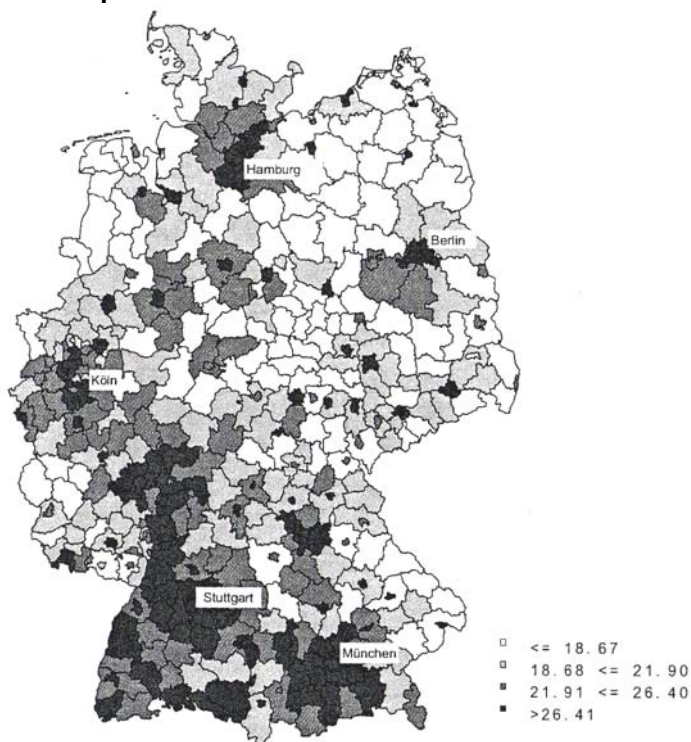 Hamburg
Berlin
Köln
Stuttgart
München
<= 18.67
18.68 <= 21.90
21.91 <= 26.40
>26.41